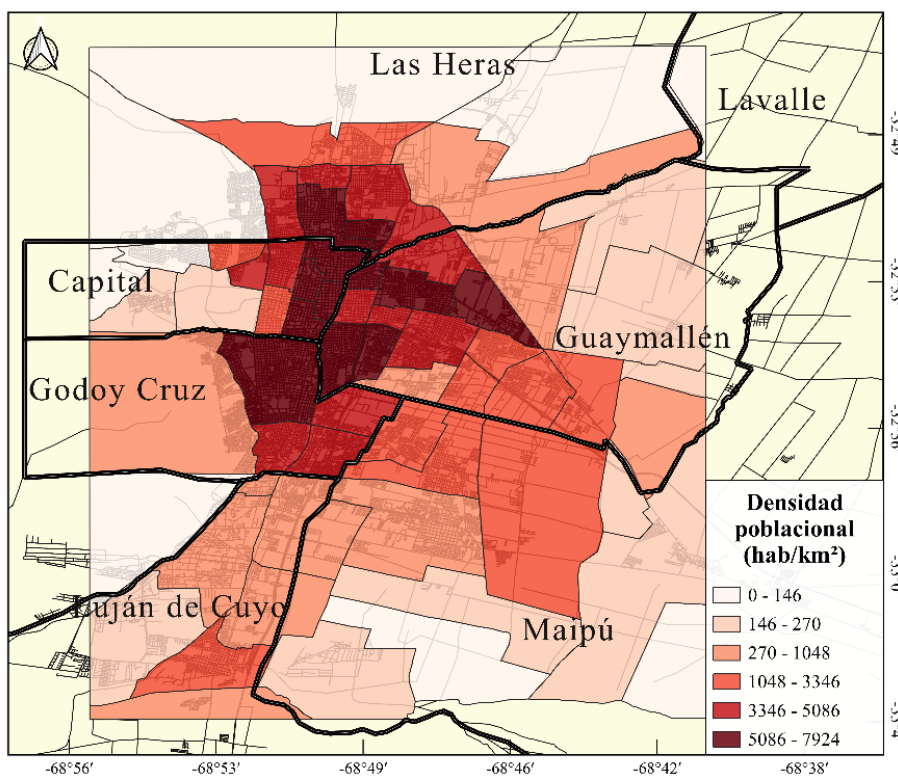 Las Heras
Lavalle
Capital
Guaymallén
Godoy Cruz
Luján de Cuyo
Maipú
Densidad
poblacional
(hab/km²)
0 - 146
146 - 270
270 - 1048
1048 - 3346
3346 - 5086
5086 - 7924
-68°56' -68°53' -68°49' -68°46' -68°42' -68°38'